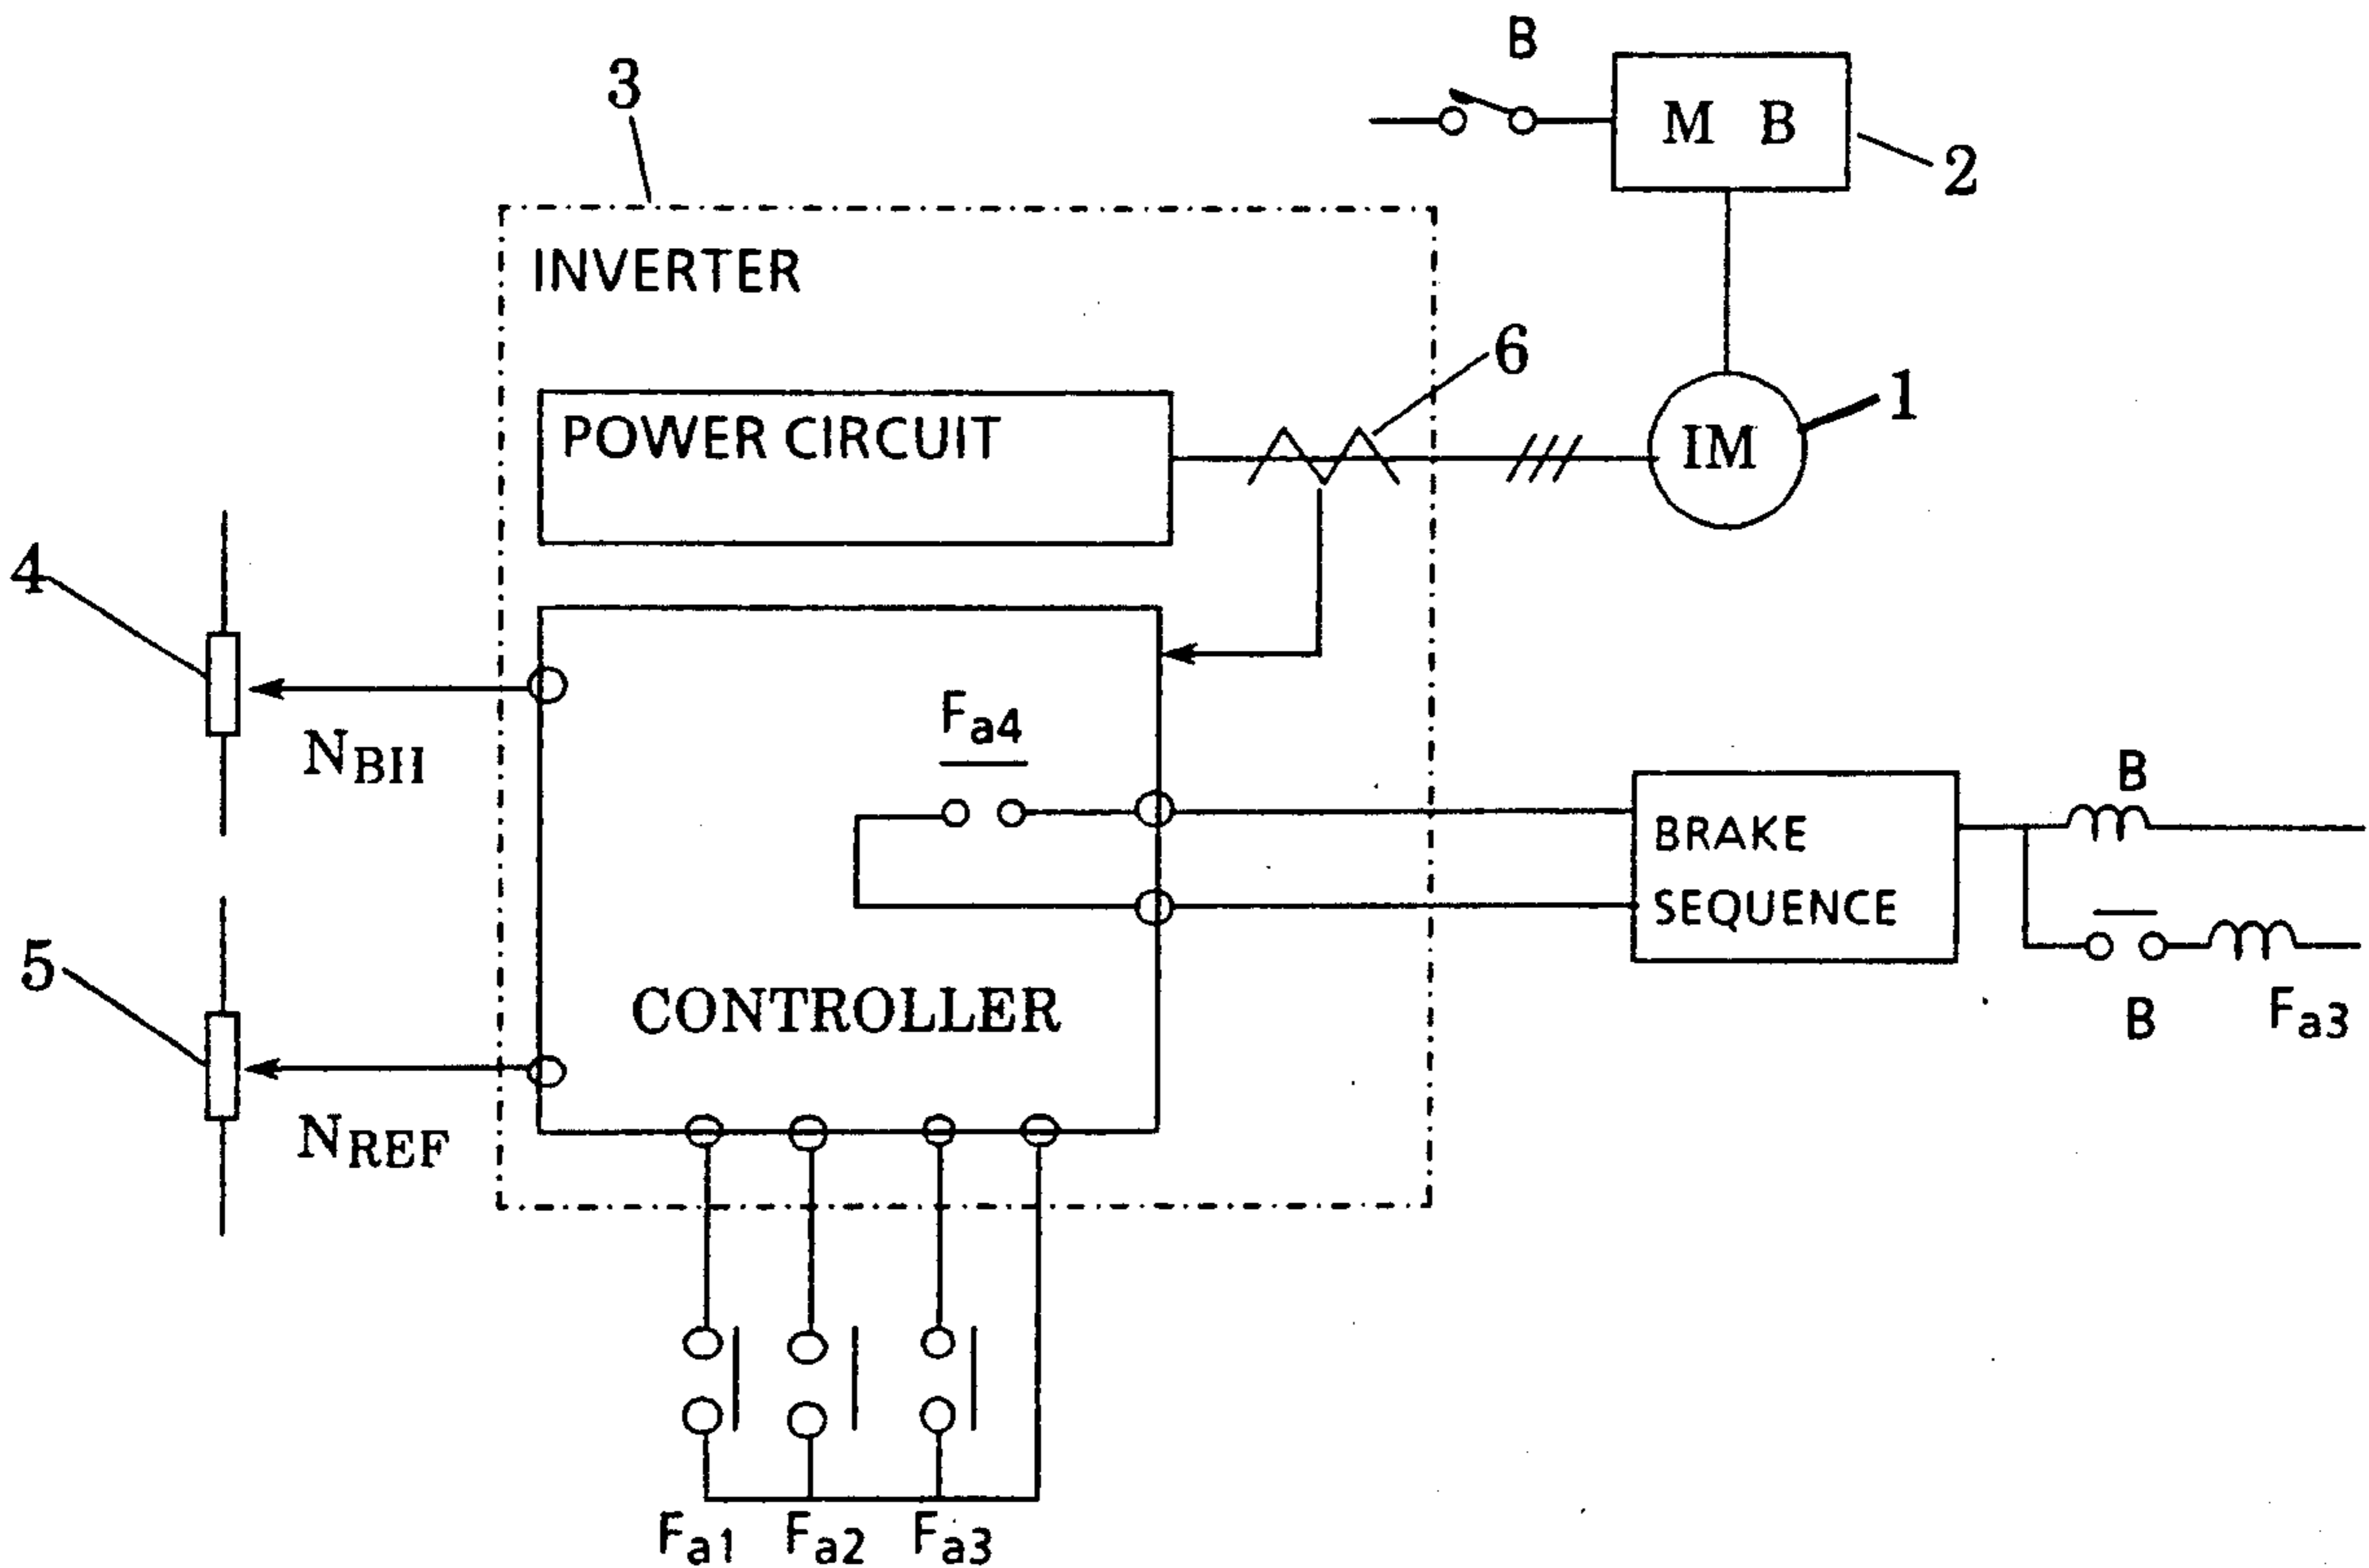 B
3
M B
2
INVERTER
6
1
POWER CIRCUIT
IM
4
Fa4
NBH
B
BRAKE
SEQUENCE
5
CONTROLLER
B
Fa3
NREF
Fa1 Fa2 Fa3